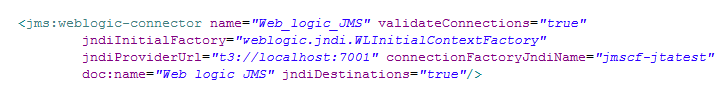 <jms:weblogic-connector name="Web_logic_JMS" validateConnections="true"
jndiInitialFactory="weblogic.jndi.WLInitialContextFactory"
jndiProviderUrl="t3://localhost:7001" connectionFactoryJndiName="jmscf-jtatest"
doc:name="Web logic JMS" jndiDestinations="true"/>